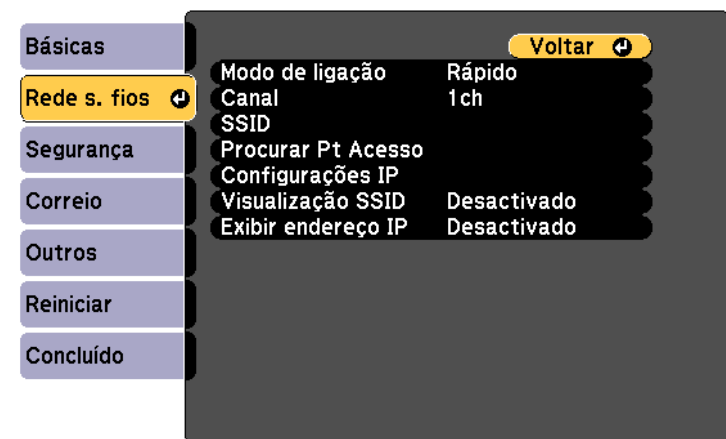 Básicas
Rede s. fios
Segurança
Correio
Outros
Reiniciar
Concluído
Voltar
Modo de ligação Rápido
Canal 1ch
SSID
Procurar Pt Acesso
Configurações IP
Visualização SSID Desactivado
Exibir endereço IP Desactivado